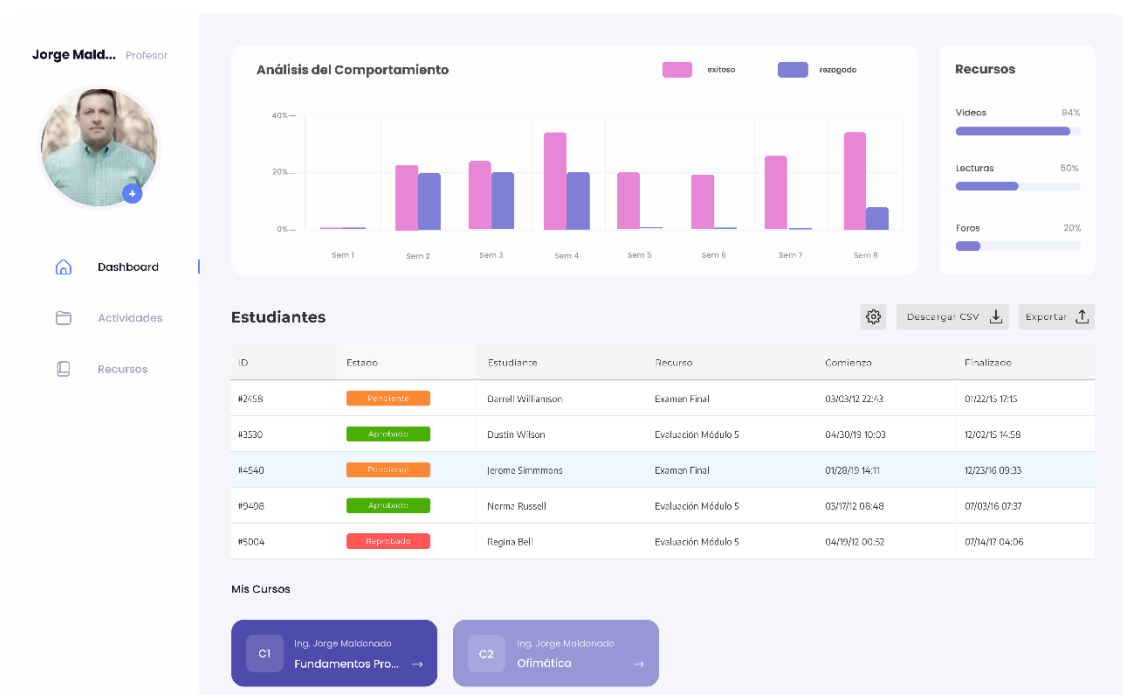 Jorge Mald... Profesor
Dashboard
Actividades
Recursos
Análisis del Comportamiento
exitoso rezagado
40%
20%
0%
Sem 1 Sem 2 Sem 3 Sem 4 Sem 5 Sem 6 Sem 7 Sem 8
Recursos
Videos 94%
Lecturas 50%
Foros 20%
Estudiantes
Descargar CSV Exportar
ID Estado Estudiante Recurso Comienzo Finalizado
#2458 Pendiente Darrell Williamson Examen Final 03/03/12 22:43 01/22/15 17:15
#3530 Aprobado Dustin Wilson Evaluación Módulo 5 04/30/19 10:03 12/02/15 14:58
#4540 Pendiente Jerome Simmmons Examen Final 01/28/19 14:11 12/23/16 09:33
#9498 Aprobado Norma Russell Evaluación Módulo 5 03/17/12 08:48 07/03/16 07:37
#5004 Reprobado Regina Bell Evaluación Módulo 5 04/19/12 00:52 07/14/17 04:06
Mis Cursos
C1
Ing. Jorge Maldonado
Fundamentos Pro... →
C2
Ing. Jorge Maldonado
Ofimática →